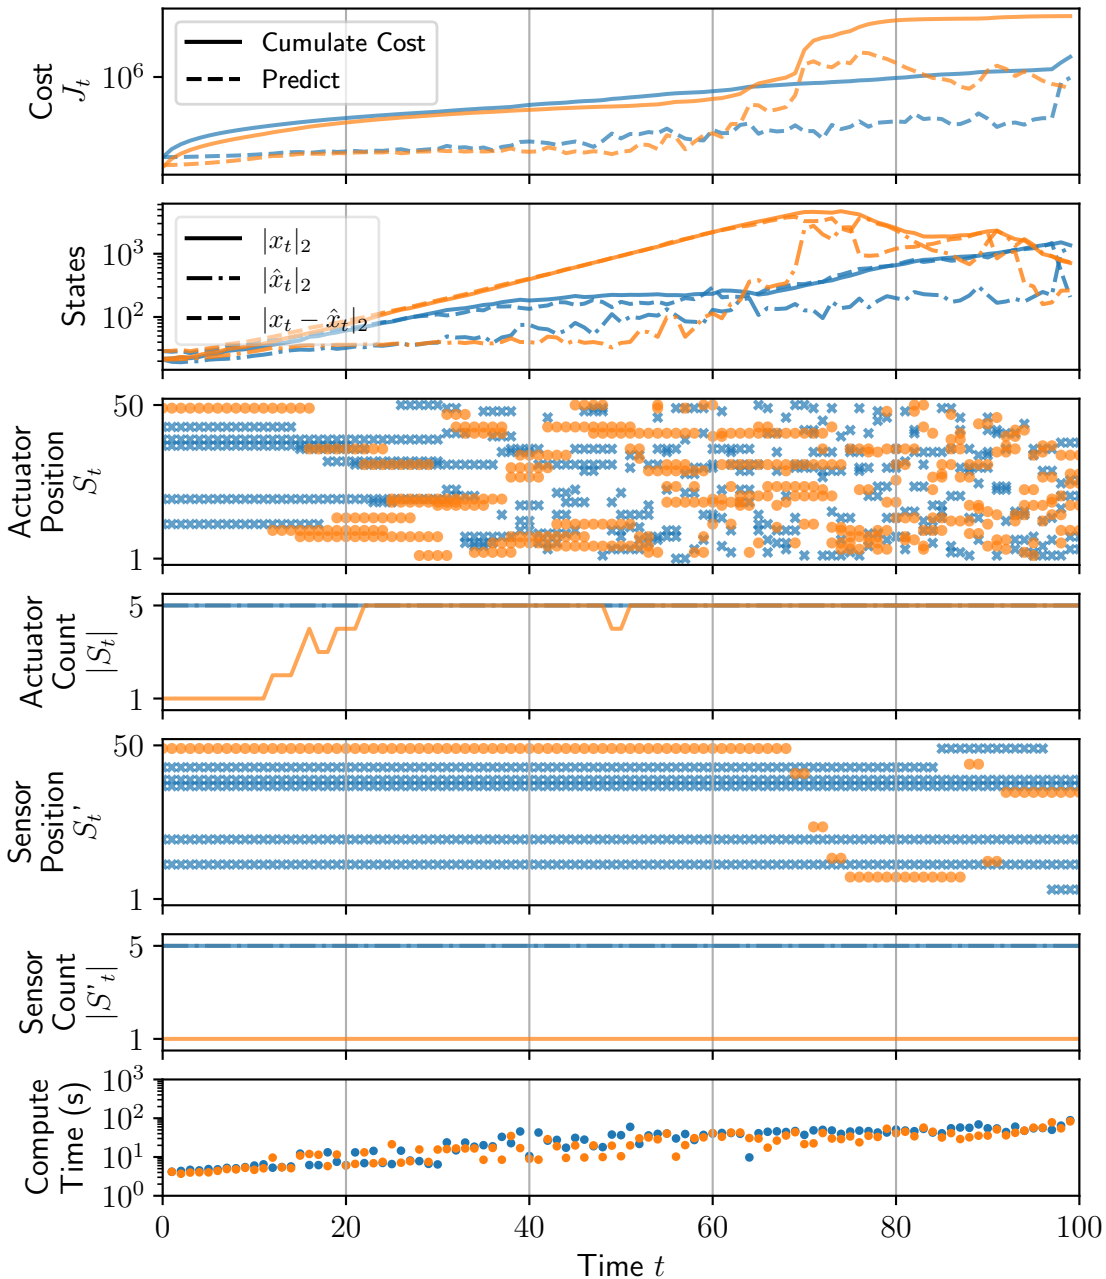 Cost
J_t
10^6
Cumulate Cost
Predict
States
10^3
10^2
|x_t|_2
|x̂_t|_2
|x_t − x̂_t|_2
Actuator
Position
S_t
50
1
Actuator
Count
|S_t|
5
1
Sensor
Position
S_t'
50
1
Sensor
Count
|S"_t|
5
1
Compute
Time (s)
10^3
10^2
10^1
10^0
0 20 40 60 80 100
Time t